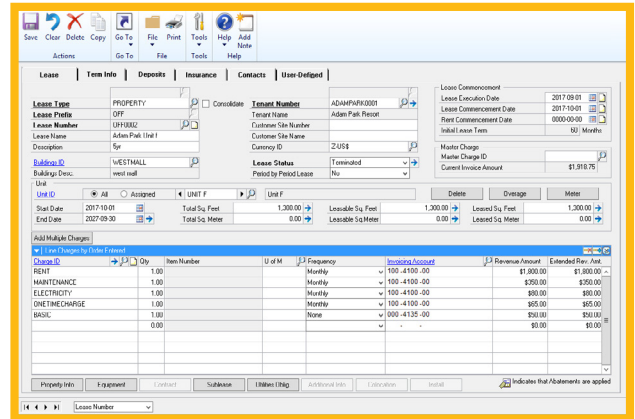 Save Clear Delete Copy Go To File Print Tools Help Add Note
Actions Go To File Tools Help
Lease Term Info Deposits Insurance Contacts User-Defined
Lease Type PROPERTY Consolidate Tenant Number ADAMPARK0001
Lease Prefix OFF Tenant Name Adam Park Resort
Lease Number OFF0002 Customer Site Number
Lease Name Adam Park Unit f Customer Site Name
Description 5yr Currency ID Z-US$
Buildings ID WESTMALL Lease Status Terminated
Buildings Desc. west mall Period by Period Lease No
Lease Commencement
Lease Execution Date 2017-09-01
Lease Commencement Date 2017-10-01
Rent Commencement Date 0000-00-00
Initial Lease Term 60 Months
Master Charge
Master Charge ID
Current Invoice Amount $1,918.75
Unit
Unit ID All Assigned UNIT F Unit F Delete Overage Meter
Start Date 2017-10-01 Total Sq. Feet 1,300.00 Leasable Sq. Feet 1,300.00 Leased Sq. Feet 1,300.00
End Date 2027-09-30 Total Sq. Meter 0.00 Leasable Sq.Meter 0.00 Leased Sq. Meter 0.00
Add Multiple Charges
Line Charges by Order Entered
Charge ID Qty Item Number U of M Frequency Invoicing Account Revenue Amount Extended Rev. Amt.
RENT 1.00 Monthly 100 -4100 -00 $1,800.00 $1,800.00
MAINTENANCE 1.00 Monthly 100 -4100 -00 $350.00 $350.00
ELECTRICITY 1.00 Monthly 100 -4100 -00 $80.00 $80.00
ONETIMECHARGE 1.00 Monthly 100 -4100 -00 $65.00 $65.00
BASIC 1.00 None 000 -4135 -00 $50.00 $50.00
0.00 - - $0.00 $0.00
Property Info Equipment Contract Sublease Utilities Oblig Additional Info Colocation Install Indicates that Abatements are applied
Lease Number